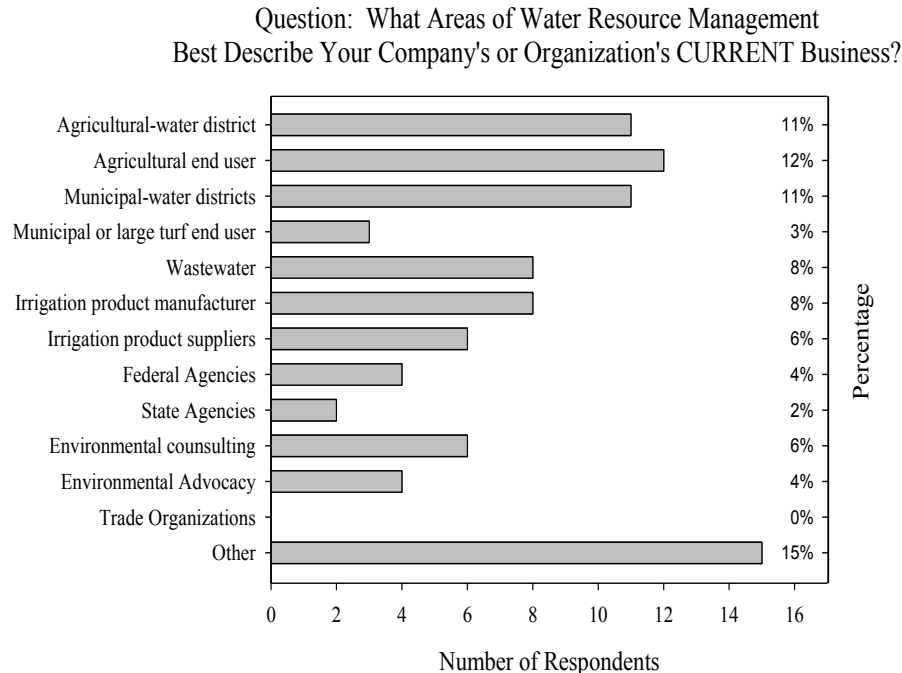 Question: What Areas of Water Resource Management
Best Describe Your Company's or Organization's CURRENT Business?
Agricultural-water district 11%
Agricultural end user 12%
Municipal-water districts 11%
Municipal or large turf end user 3%
Wastewater 8%
Irrigation product manufacturer 8%
Irrigation product suppliers 6%
Federal Agencies 4%
State Agencies 2%
Environmental counsulting 6%
Environmental Advocacy 4%
Trade Organizations 0%
Other 15%
Percentage
0 2 4 6 8 10 12 14 16
Number of Respondents